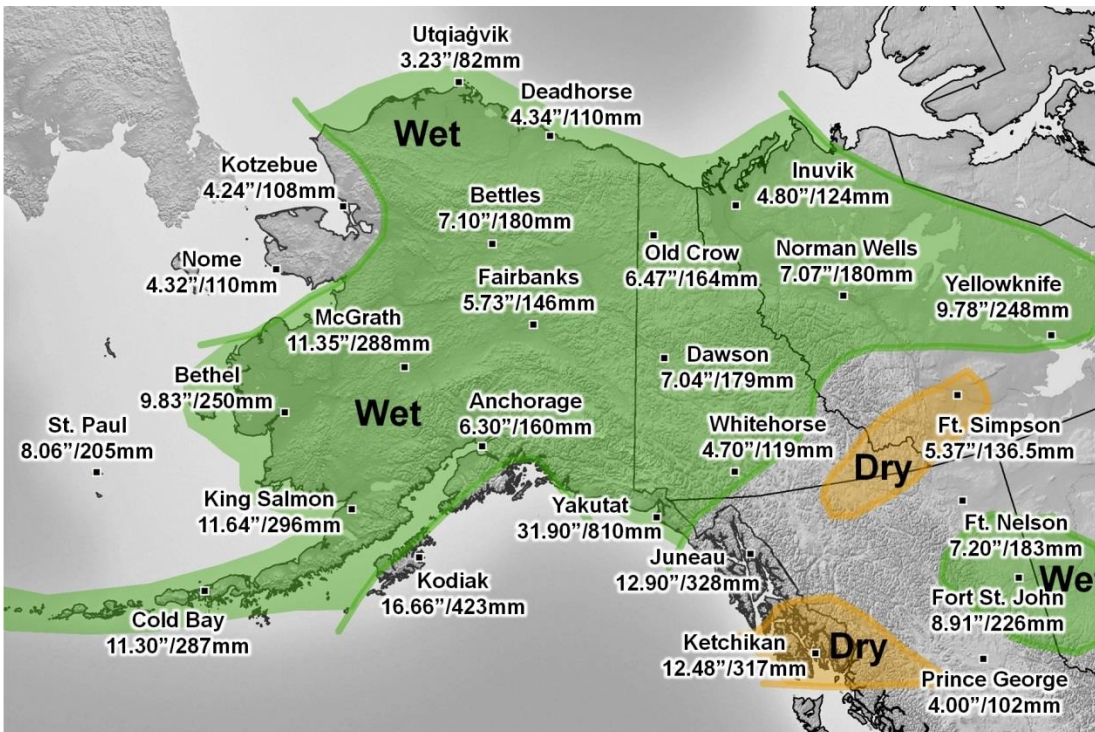 Utqiaġvik
3.23”/82mm
Deadhorse
4.34”/110mm
Wet
Kotzebue
4.24”/108mm
Inuvik
4.80”/124mm
Bettles
7.10”/180mm
Old Crow
6.47”/164mm
Norman Wells
7.07”/180mm
Nome
4.32”/110mm
Fairbanks
5.73”/146mm
Yellowknife
9.78”/248mm
McGrath
11.35”/288mm
Dawson
7.04”/179mm
Bethel
9.83”/250mm
Wet
Anchorage
6.30”/160mm
St. Paul
8.06”/205mm
Whitehorse
4.70”/119mm
Ft. Simpson
5.37”/136.5mm
Dry
King Salmon
11.64”/296mm
Yakutat
31.90”/810mm
Ft. Nelson
7.20”/183mm
Juneau
12.90”/328mm
Kodiak
16.66”/423mm
Wet
Fort St. John
8.91”/226mm
Cold Bay
11.30”/287mm
Ketchikan
12.48”/317mm
Dry
Prince George
4.00”/102mm